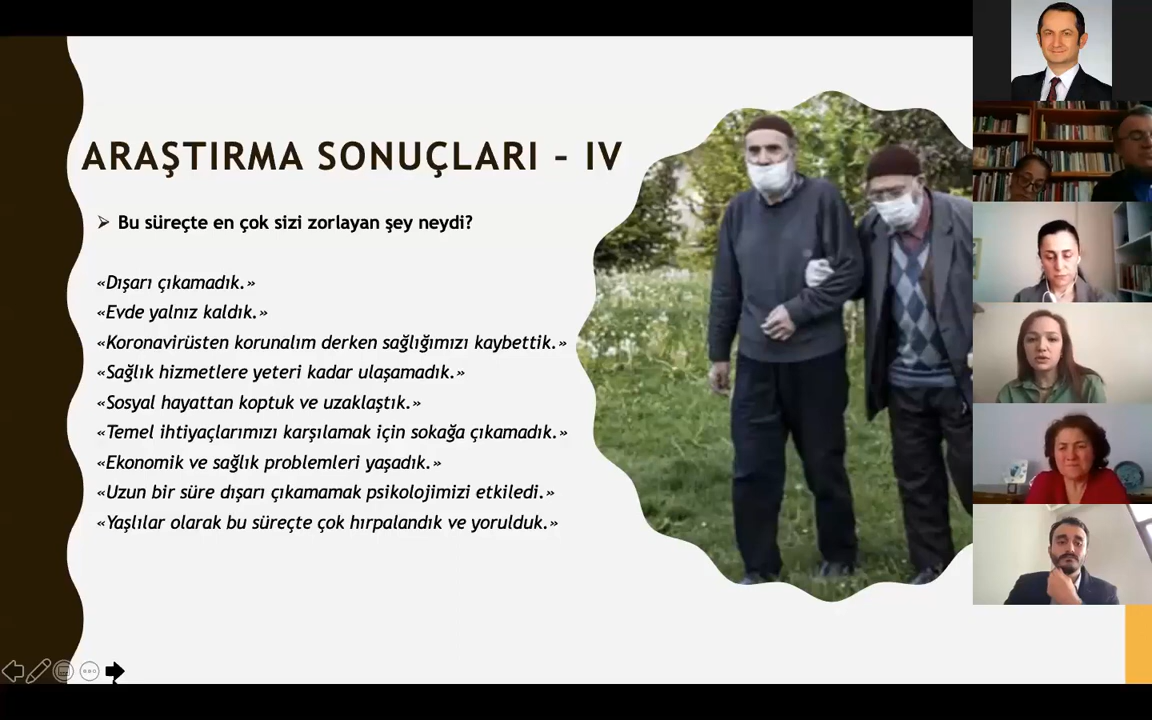 ARAŞTIRMA SONUÇLARI – IV
➢ Bu süreçte en çok sizi zorlayan şey neydi?
«Dışarı çıkamadık.»
«Evde yalnız kaldık.»
«Koronavirüsten korunalım derken sağlığımızı kaybettik.»
«Sağlık hizmetlere yeteri kadar ulaşamadık.»
«Sosyal hayattan koptuk ve uzaklaştık.»
«Temel ihtiyaçlarımızı karşılamak için sokağa çıkamadık.»
«Ekonomik ve sağlık problemleri yaşadık.»
«Uzun bir süre dışarı çıkamamak psikolojimizi etkiledi.»
«Yaşlılar olarak bu süreçte çok hırpalandık ve yorulduk.»